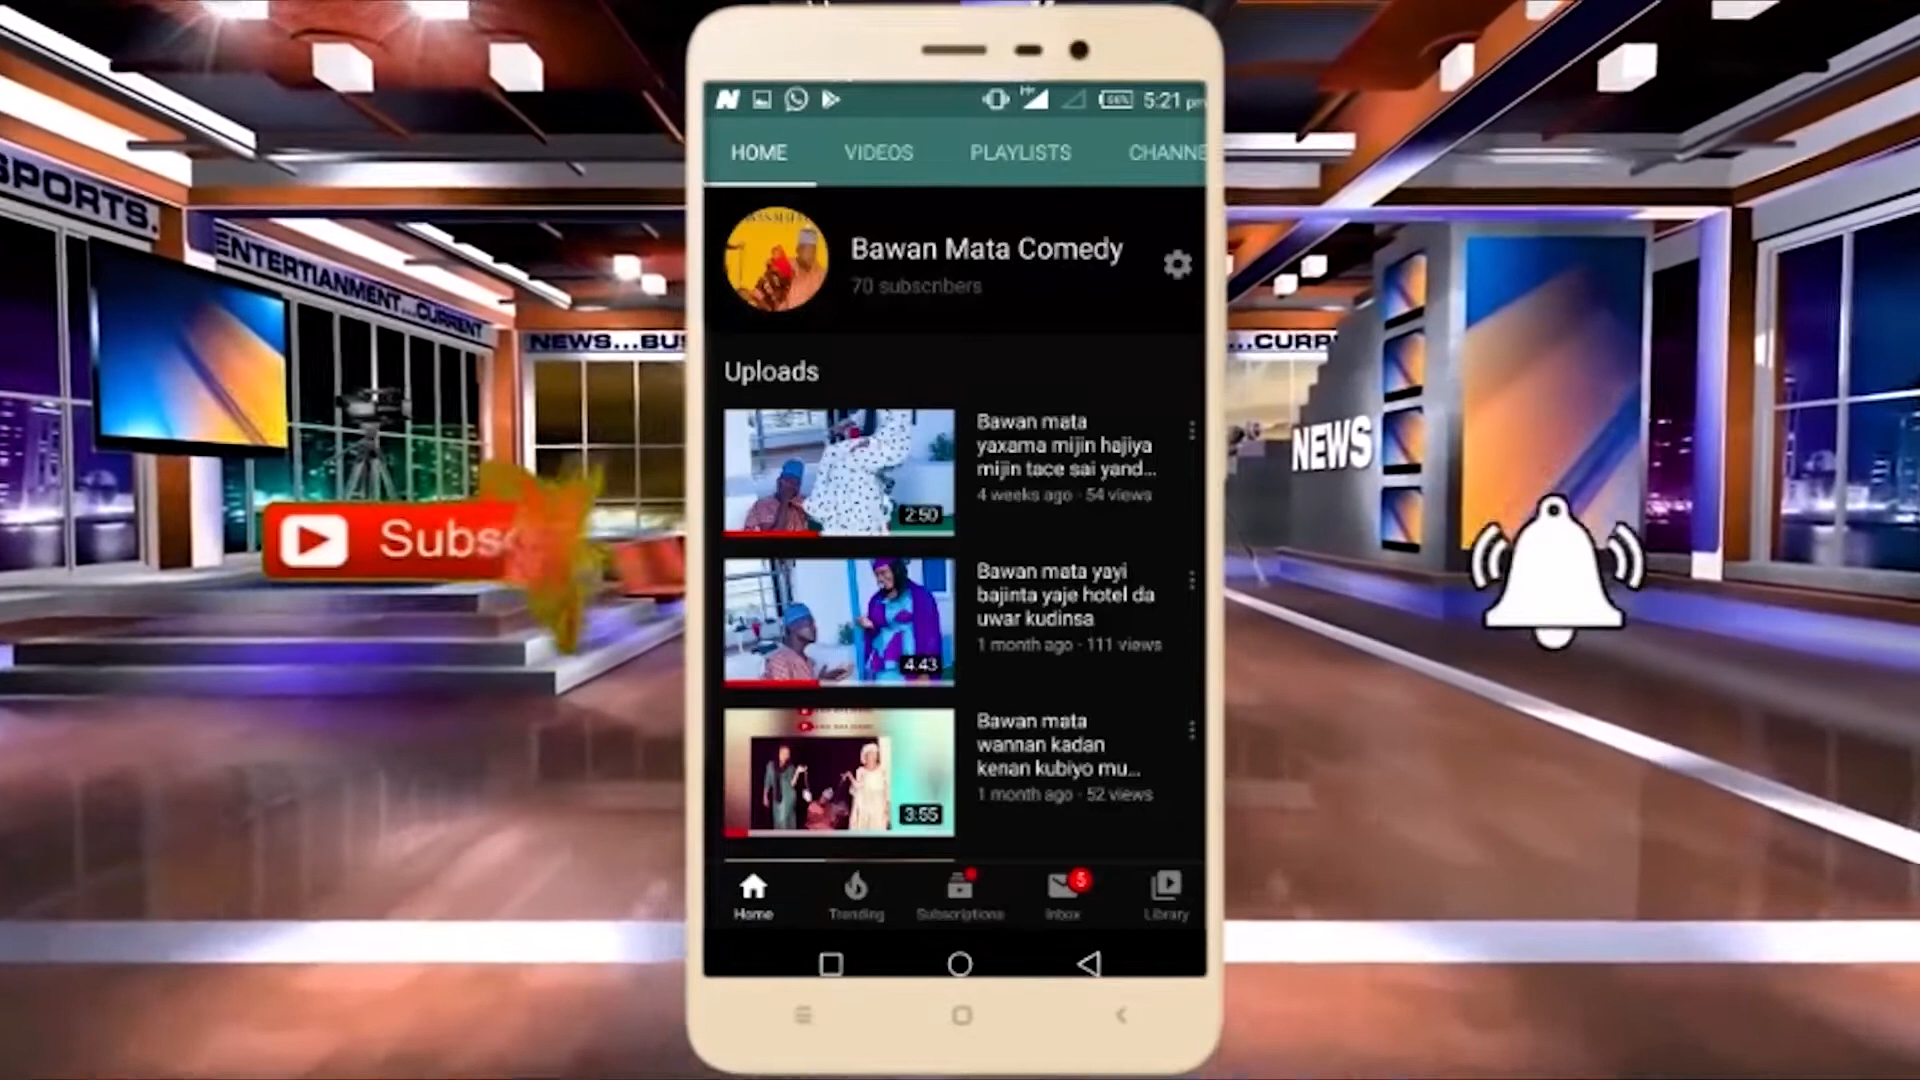 SPORTS.
ENTERTIANMENT...CURRENT
NEWS...BUS
...CURR
NEWS
Subsc
5:21 pm
HOME VIDEOS PLAYLISTS CHANNE
Bawan Mata Comedy
70 subscribers
Uploads
Bawan mata
yaxama mijin hajiya
mijin tace sai yand...
4 weeks ago · 54 views
2:50
Bawan mata yayi
bajinta yaje hotel da
uwar kudinsa
1 month ago · 111 views
4:43
Bawan mata
wannan kadan
kenan kubiyo mu...
1 month ago · 52 views
3:55
5
Home Trending Subscriptions Inbox Library